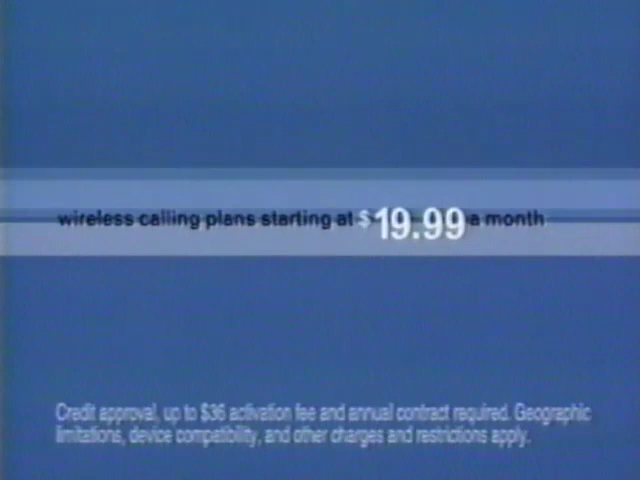 wireless calling plans starting at $19.99 a month
Credit approval, up to $36 activation fee and annual contract required. Geographic
limitations, device compatibility, and other charges and restrictions apply.